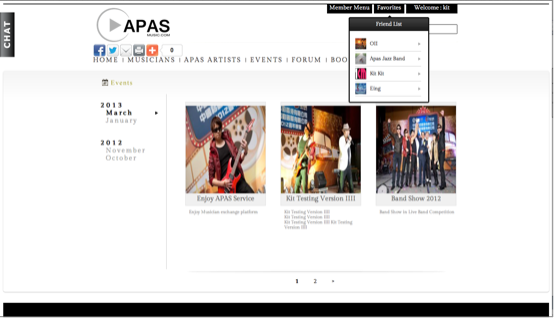 Member Menu
Favorites
Welcome : kit
CHAT
APAS
MUSIC.COM
Friend List
Oll
Apas Jazz Band
Kit Kit
Eing
0
HOME | MUSICIANS | APAS ARTISTS | EVENTS | FORUM | BOO
Events
2013
March
January
2012
November
October
Enjoy APAS Service
Kit Testing Version IIII
Band Show 2012
Enjoy Musician exchange platform
Kit Testing Version IIII
Kit Testing Version IIII
Kit Testing Version IIII Kit Testing
Version IIII
Band Show in Live Band Competition
1 2